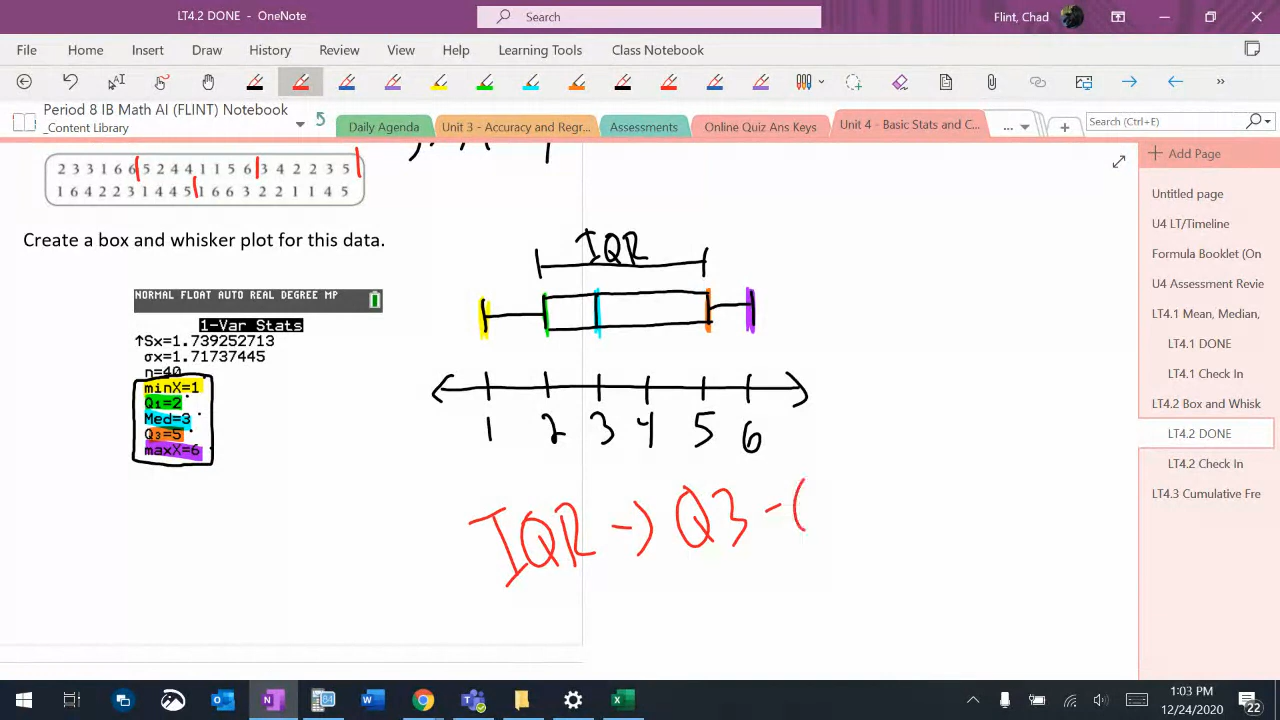 LT4.2 DONE - OneNote
Search
Flint, Chad
File Home Insert Draw History Review View Help Learning Tools Class Notebook
Period 8 IB Math AI (FLINT) Notebook
_Content Library
Daily Agenda
Unit 3 - Accuracy and Regr...
Assessments
Online Quiz Ans Keys
Unit 4 - Basic Stats and C...
...
Search (Ctrl+E)
2 3 3 1 6 6 5 2 4 4 1 1 5 6 3 4 2 2 3 5
1 6 4 2 2 3 1 4 4 5 1 6 6 3 2 2 1 1 4 5
Create a box and whisker plot for this data.
NORMAL FLOAT AUTO REAL DEGREE MP
1-Var Stats
↑Sx=1.739252713
σx=1.71737445
n=40
minX=1
Q1=2
Med=3
Q3=5
maxX=6
IQR
1 2 3 4 5 6
IQR → Q3 - (
Add Page
Untitled page
U4 LT/Timeline
Formula Booklet (On
U4 Assessment Revie
LT4.1 Mean, Median,
LT4.1 DONE
LT4.1 Check In
LT4.2 Box and Whisk
LT4.2 DONE
LT4.2 Check In
LT4.3 Cumulative Fre
1:03 PM
12/24/2020
22